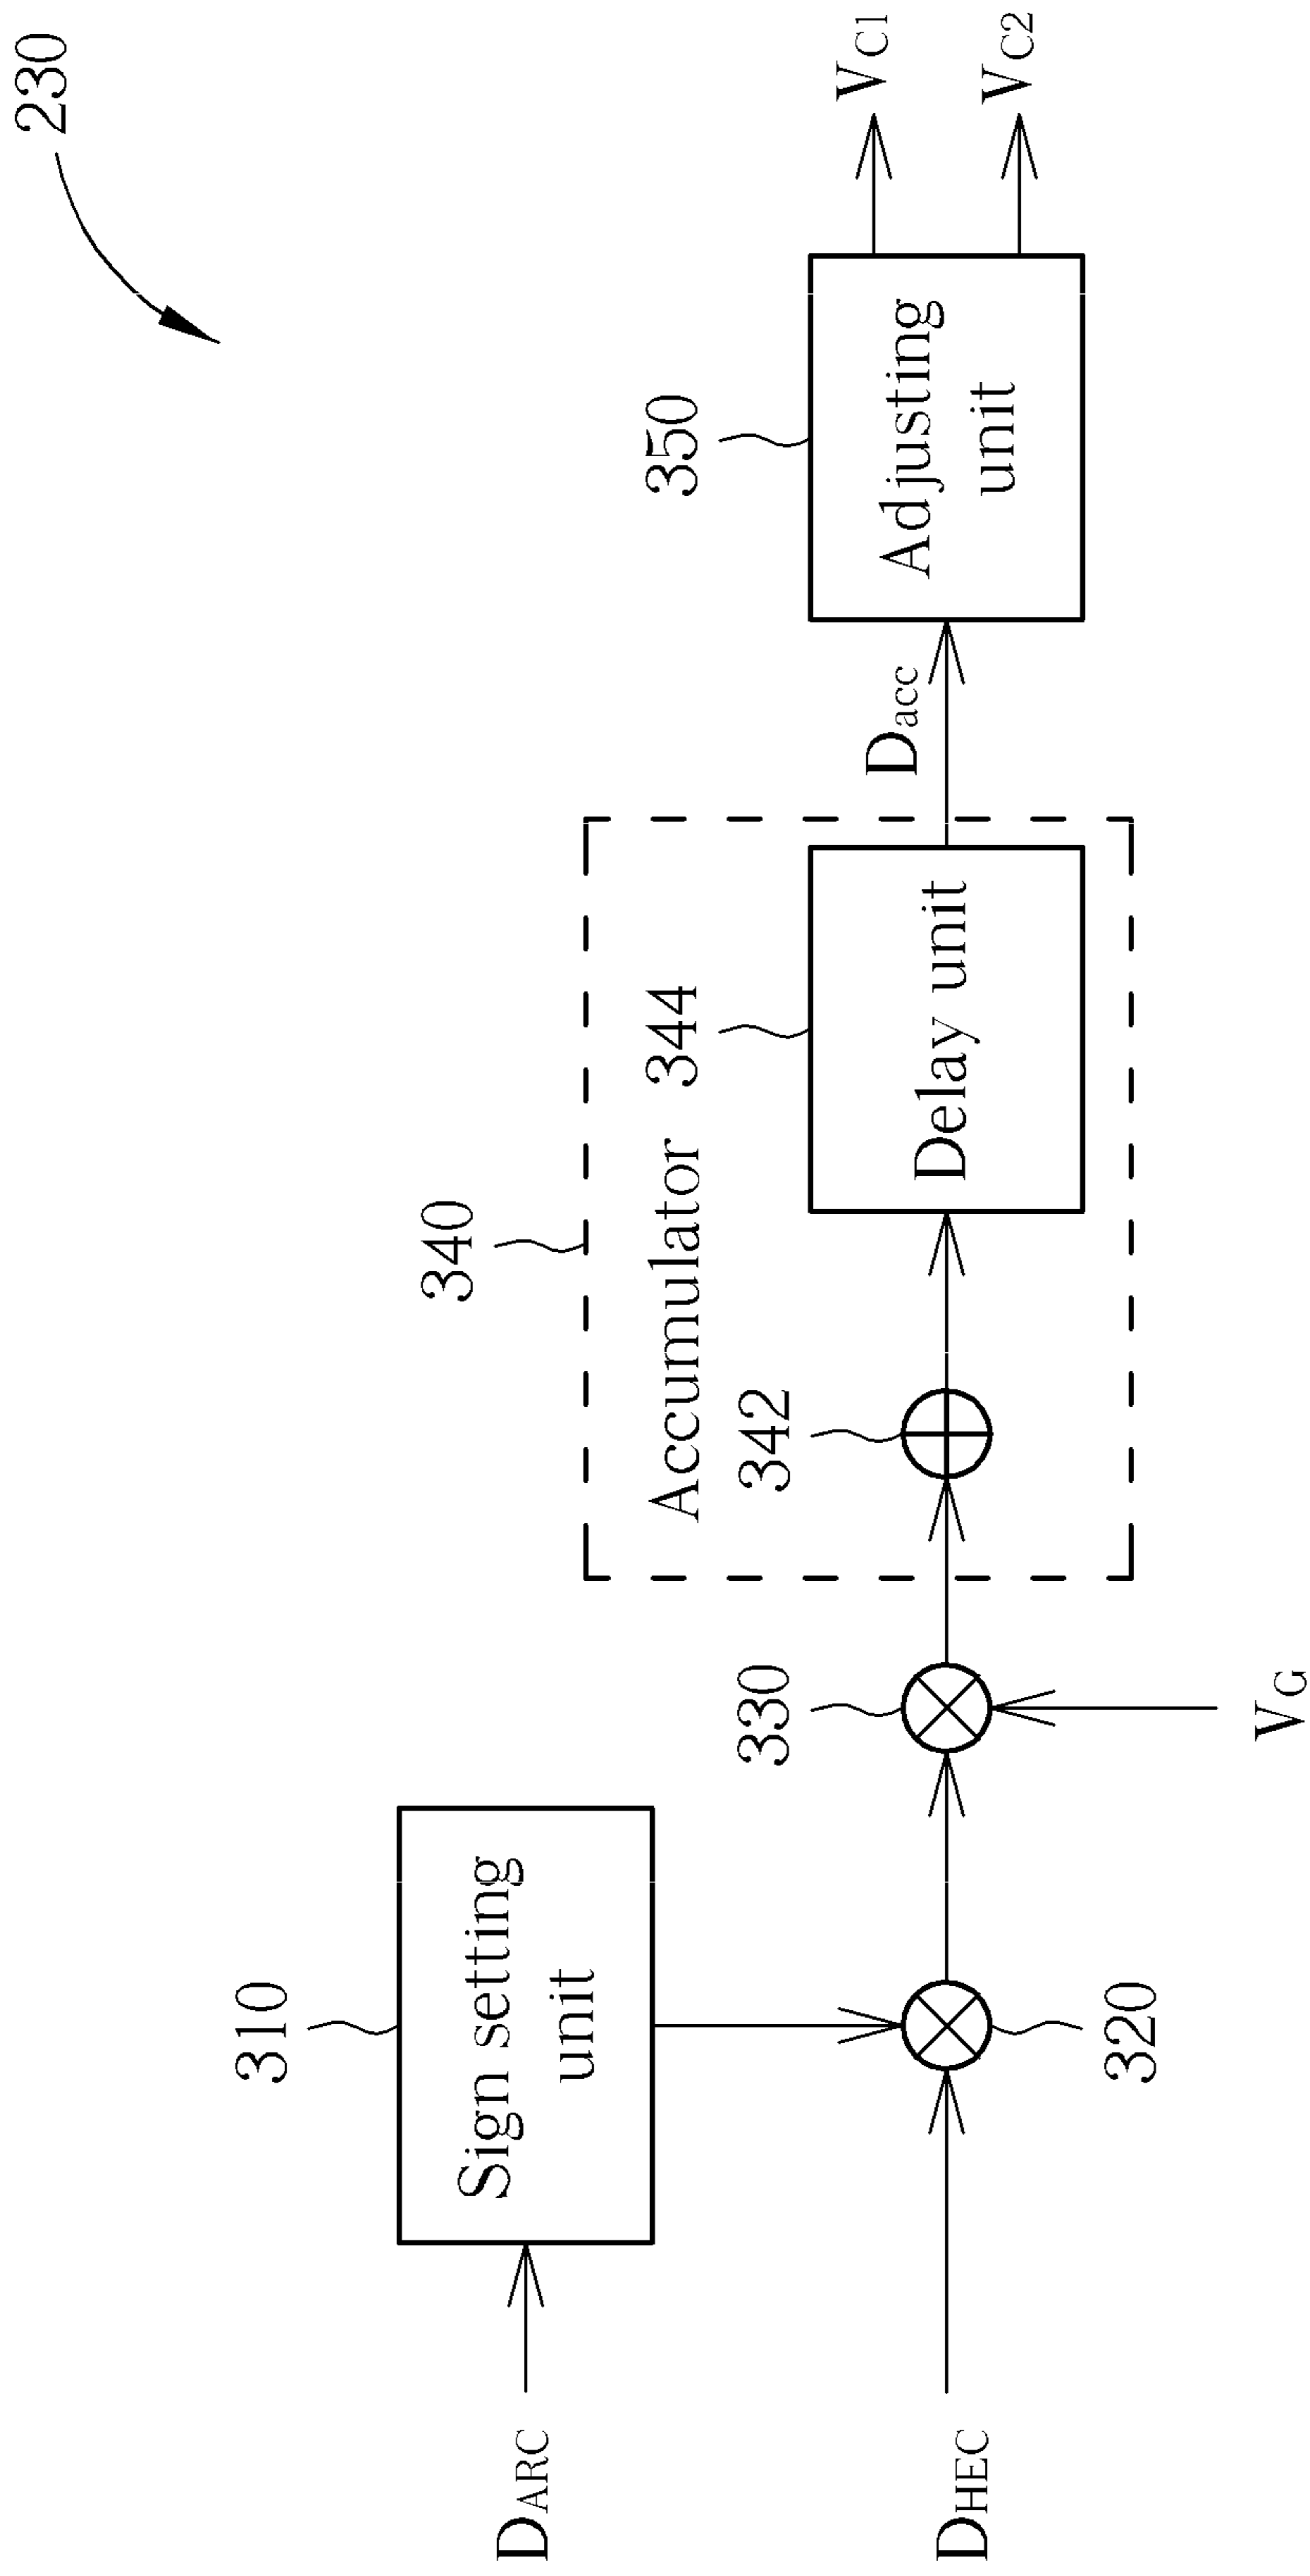 230
310
Sign setting
unit
DARC
DHEC
320
330
VG
340
Accumulator
342
344
Delay unit
Dacc
350
Adjusting
unit
VC1
VC2